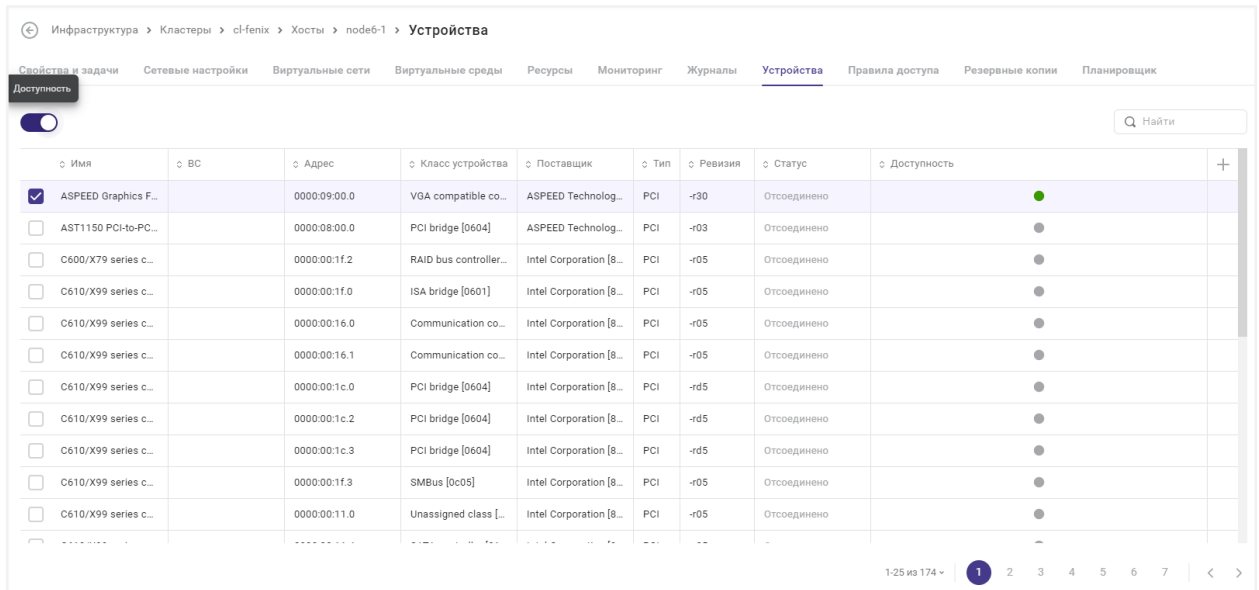 Инфраструктура > Кластеры > cl-fenix > Хосты > node6-1 > Устройства
Свойства и задачи Сетевые настройки Виртуальные сети Виртуальные среды Ресурсы Мониторинг Журналы Устройства Правила доступа Резервные копии Планировщик
Доступность
Найти
Имя ВС Адрес Класс устройства Поставщик Тип Ревизия Статус Доступность
ASPEED Graphics F... 0000:09:00.0 VGA compatible co... ASPEED Technolog... PCI -r30 Отсоединено
AST1150 PCI-to-PC... 0000:08:00.0 PCI bridge [0604] ASPEED Technolog... PCI -r03 Отсоединено
C600/X79 series c... 0000:00:1f.2 RAID bus controller... Intel Corporation [8... PCI -r05 Отсоединено
C610/X99 series c... 0000:00:1f.0 ISA bridge [0601] Intel Corporation [8... PCI -r05 Отсоединено
C610/X99 series c... 0000:00:16.0 Communication co... Intel Corporation [8... PCI -r05 Отсоединено
C610/X99 series c... 0000:00:16.1 Communication co... Intel Corporation [8... PCI -r05 Отсоединено
C610/X99 series c... 0000:00:1c.0 PCI bridge [0604] Intel Corporation [8... PCI -rd5 Отсоединено
C610/X99 series c... 0000:00:1c.2 PCI bridge [0604] Intel Corporation [8... PCI -rd5 Отсоединено
C610/X99 series c... 0000:00:1c.3 PCI bridge [0604] Intel Corporation [8... PCI -rd5 Отсоединено
C610/X99 series c... 0000:00:1f.3 SMBus [0c05] Intel Corporation [8... PCI -r05 Отсоединено
C610/X99 series c... 0000:00:11.0 Unassigned class [... Intel Corporation [8... PCI -r05 Отсоединено
1-25 из 174 1 2 3 4 5 6 7